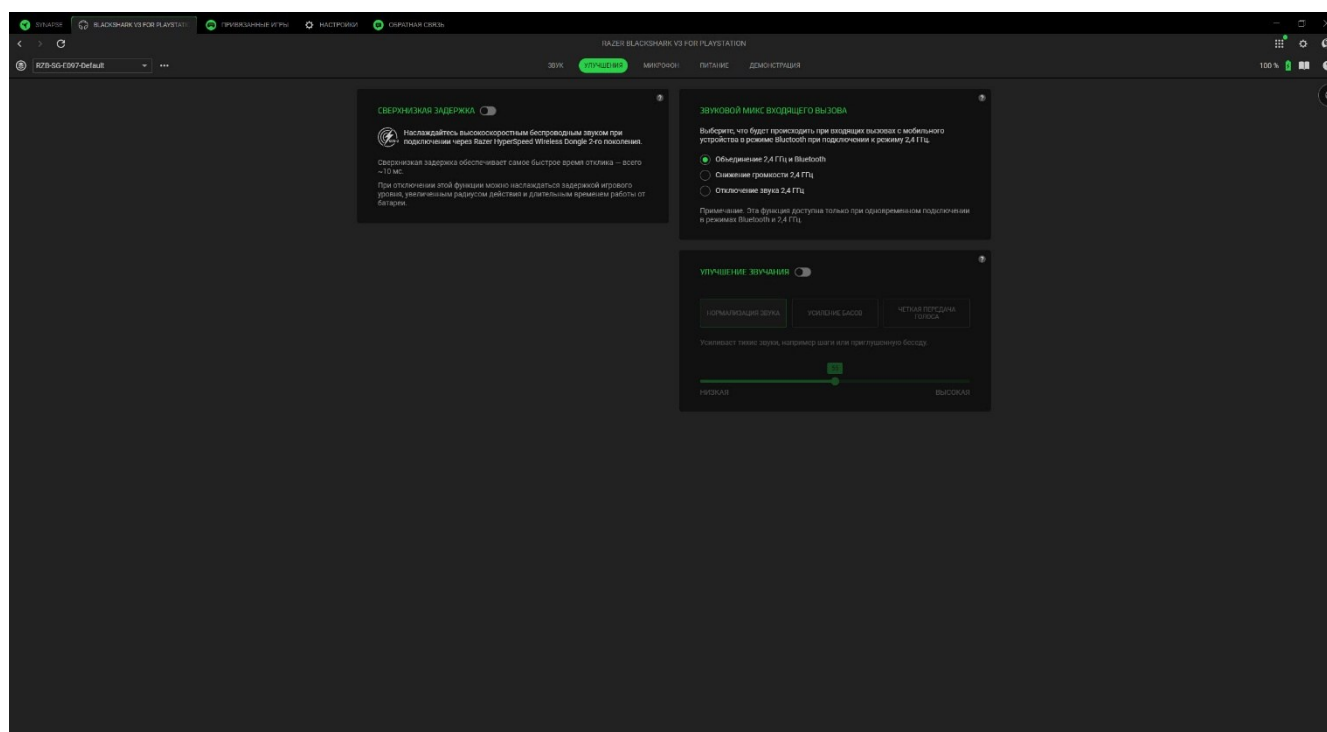 SYNAPSE
BLACKSHARK V3 FOR PLAYSTATI
ПРИВЯЗАННЫЕ ИГРЫ
НАСТРОЙКИ
ОБРАТНАЯ СВЯЗЬ
RAZER BLACKSHARK V3 FOR PLAYSTATION
RZB-SG-E097-Default
ЗВУК
УЛУЧШЕНИЯ
МИКРОФОН
ПИТАНИЕ
ДЕМОНСТРАЦИЯ
100 %
СВЕРХНИЗКАЯ ЗАДЕРЖКА
Наслаждайтесь высокоскоростным беспроводным звуком при
подключении через Razer HyperSpeed Wireless Dongle 2-го поколения.
Сверхнизкая задержка обеспечивает самое быстрое время отклика — всего
~10 мс.
При отключении этой функции можно наслаждаться задержкой игрового
уровня, увеличенным радиусом действия и длительным временем работы от
батареи.
ЗВУКОВОЙ МИКС ВХОДЯЩЕГО ВЫЗОВА
Выберите, что будет происходить при входящих вызовах с мобильного
устройства в режиме Bluetooth при подключении к режиму 2,4 ГГц.
Объединение 2,4 ГГц и Bluetooth
Снижение громкости 2,4 ГГц
Отключение звука 2,4 ГГц
Примечание. Эта функция доступна только при одновременном подключении
в режимах Bluetooth и 2,4 ГГц.
УЛУЧШЕНИЕ ЗВУЧАНИЯ
НОРМАЛИЗАЦИЯ ЗВУКА
УСИЛЕНИЕ БАСОВ
ЧЕТКАЯ ПЕРЕДАЧА
ГОЛОСА
Усиливает тихие звуки, например шаги или приглушенную беседу.
НИЗКАЯ
ВЫСОКАЯ